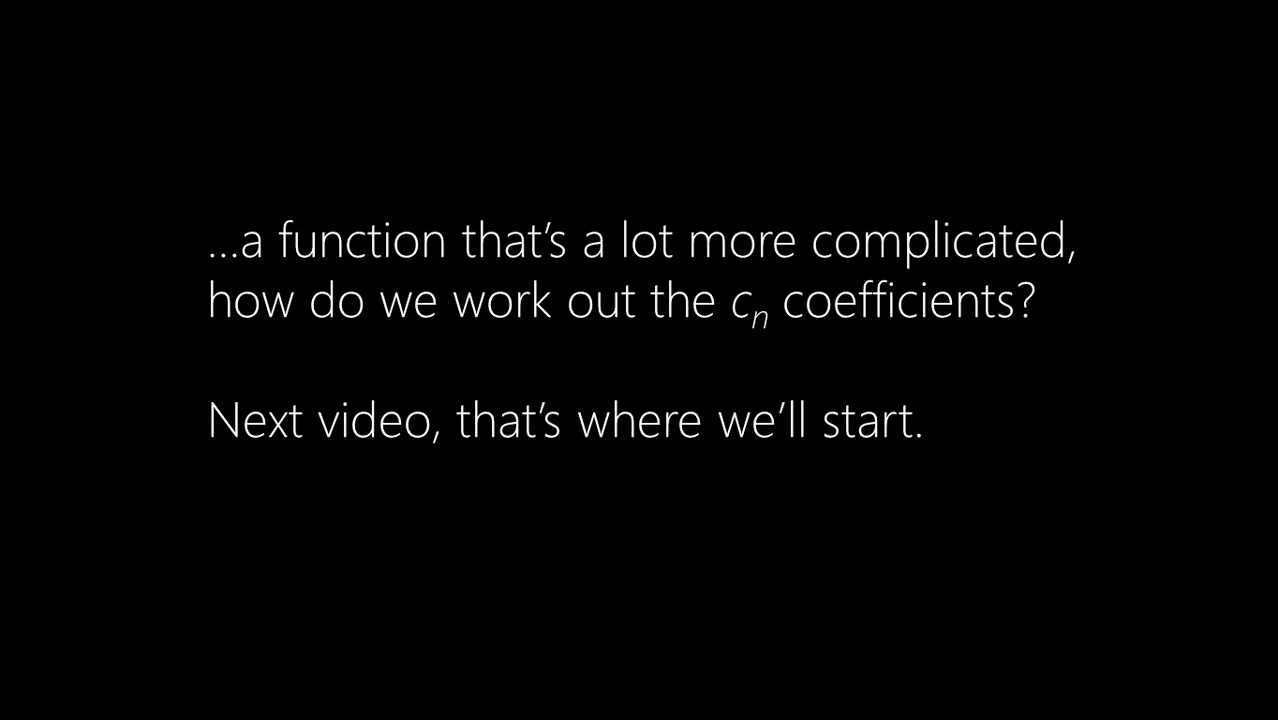 …a function that’s a lot more complicated,
how do we work out the cₙ coefficients?
Next video, that’s where we’ll start.